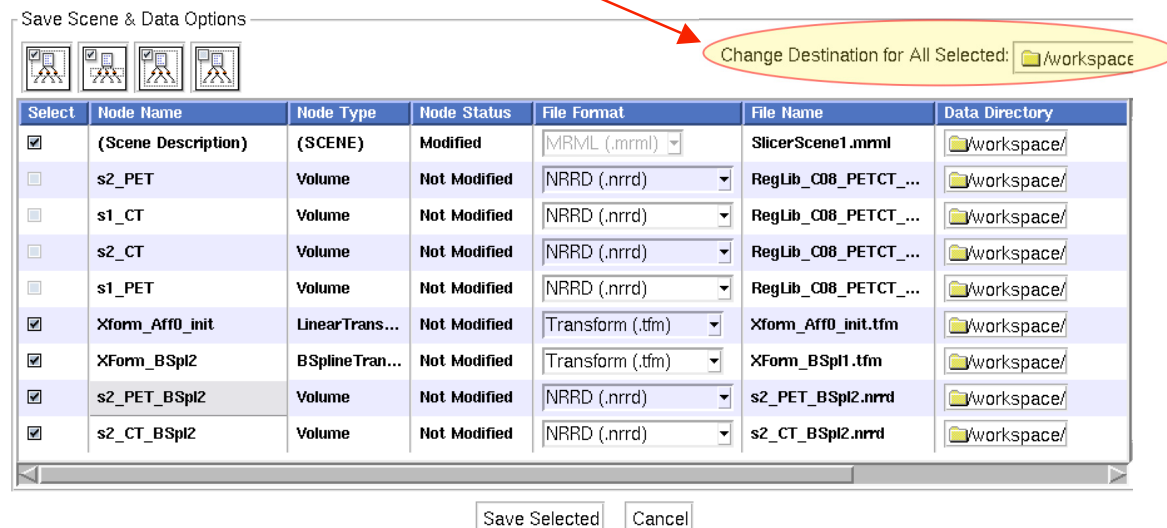 Save Scene & Data Options
Change Destination for All Selected: /workspace
Select Node Name Node Type Node Status File Format File Name Data Directory
(Scene Description) (SCENE) Modified MRML (.mrml) SlicerScene1.mrml /workspace/
s2_PET Volume Not Modified NRRD (.nrrd) RegLib_C08_PETCT_... /workspace/
s1_CT Volume Not Modified NRRD (.nrrd) RegLib_C08_PETCT_... /workspace/
s2_CT Volume Not Modified NRRD (.nrrd) RegLib_C08_PETCT_... /workspace/
s1_PET Volume Not Modified NRRD (.nrrd) RegLib_C08_PETCT_... /workspace/
Xform_Aff0_init LinearTrans... Not Modified Transform (.tfm) Xform_Aff0_init.tfm /workspace/
XForm_BSpl2 BSplineTran... Not Modified Transform (.tfm) XForm_BSpl1.tfm /workspace/
s2_PET_BSpl2 Volume Not Modified NRRD (.nrrd) s2_PET_BSpl2.nrrd /workspace/
s2_CT_BSpl2 Volume Not Modified NRRD (.nrrd) s2_CT_BSpl2.nrrd /workspace/
Save Selected Cancel